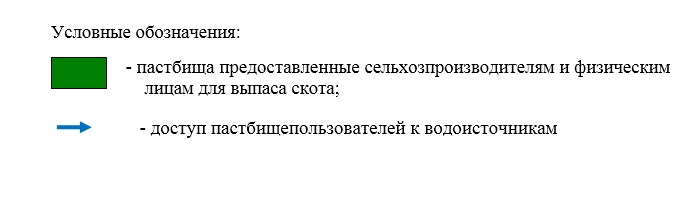 Условные обозначения:
- пастбища предоставленные сельхозпроизводителям и физическим
лицам для выпаса скота;
- доступ пастбищепользователей к водоисточникам